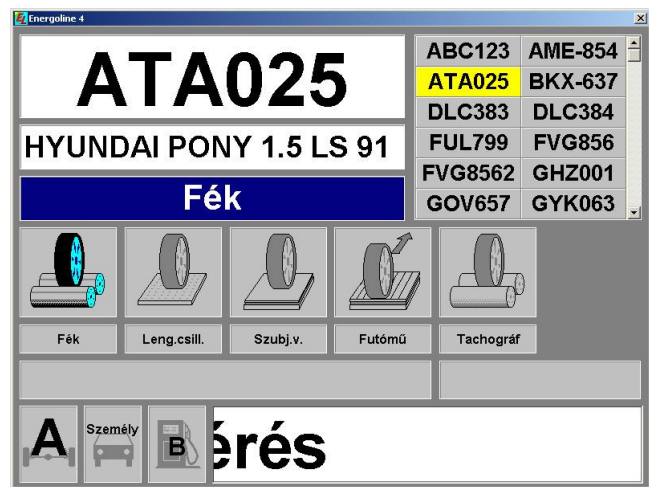 Energoline 4
ATA025
HYUNDAI PONY 1.5 LS 91
Fék
ABC123 AME-854
ATA025 BKX-637
DLC383 DLC384
FUL799 FVG856
FVG8562 GHZ001
GOV657 GYK063
Fék Leng.csill. Szubj.v. Futómű Tachográf
A Személy B érés